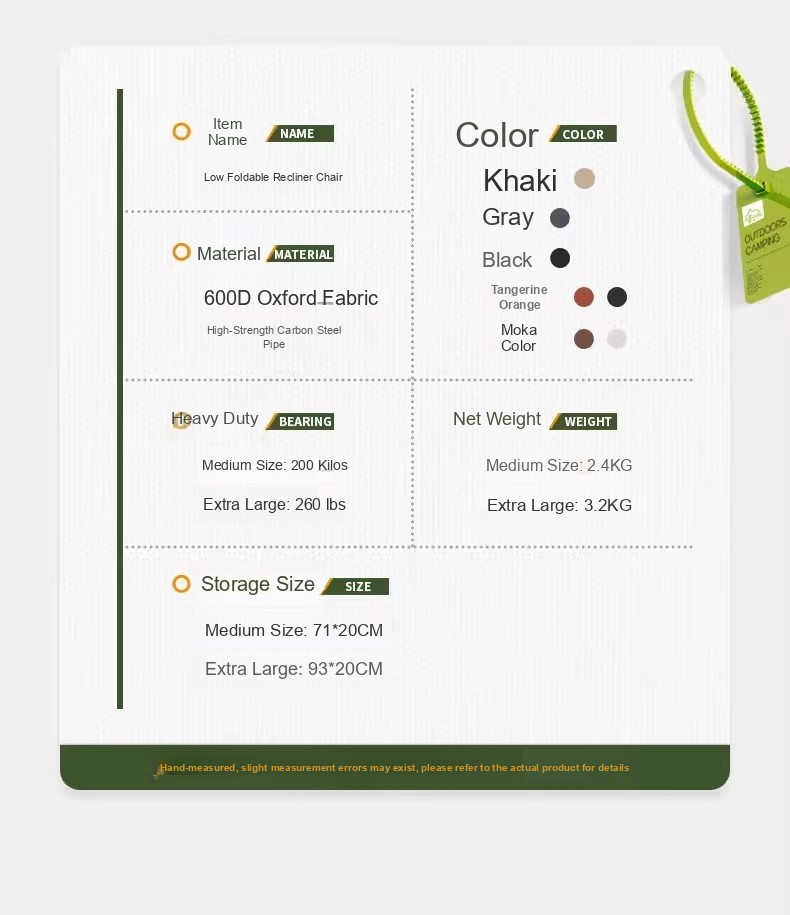 Item
Name
NAME
Low Foldable Recliner Chair
Material
MATERIAL
600D Oxford Fabric
High-Strength Carbon Steel
Pipe
Color
COLOR
Khaki
Gray
Black
Tangerine
Orange
Moka
Color
Heavy Duty
BEARING
Medium Size: 200 Kilos
Extra Large: 260 lbs
Net Weight
WEIGHT
Medium Size: 2.4KG
Extra Large: 3.2KG
Storage Size
SIZE
Medium Size: 71*20CM
Extra Large: 93*20CM
OUTDOORS
CAMPING
Hand-measured, slight measurement errors may exist, please refer to the actual product for details